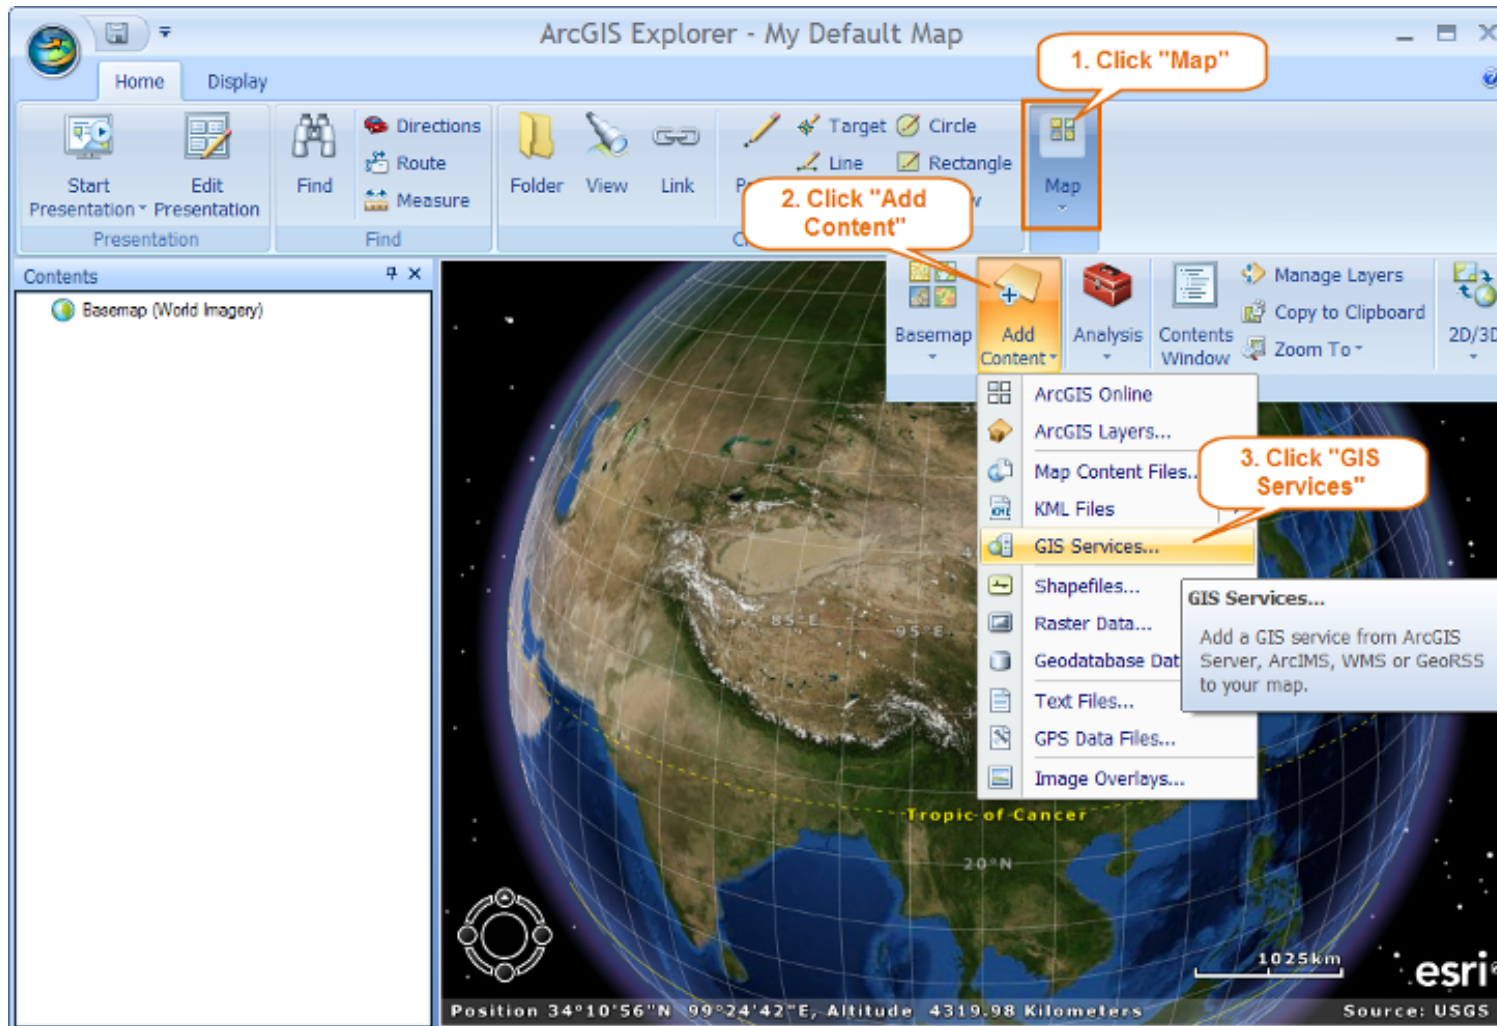 ArcGIS Explorer - My Default Map
1. Click "Map"
Home Display
Directions
Target Circle
Route
Line Rectangle
Start Presentation
Edit Presentation
Find
Measure
Folder View Link
Map
2. Click "Add
Content"
Presentation Find
Contents
Basemap (World Imagery)
Manage Layers
Copy to Clipboard
Zoom To
Basemap
Add
Content
Analysis
Contents
Window
2D/3D
ArcGIS Online
ArcGIS Layers...
Map Content Files...
3. Click "GIS
Services"
KML Files
GIS Services...
Shapefiles...
GIS Services...
Raster Data...
Add a GIS service from ArcGIS
Server, ArcIMS, WMS or GeoRSS
to your map.
Geodatabase Dat
Text Files...
GPS Data Files...
Image Overlays...
85°E
95°E
Tropic of Cancer
20°N
1025km
esri
Position 34°10'56"N 99°24'42"E, Altitude 4319.98 Kilometers
Source: USGS